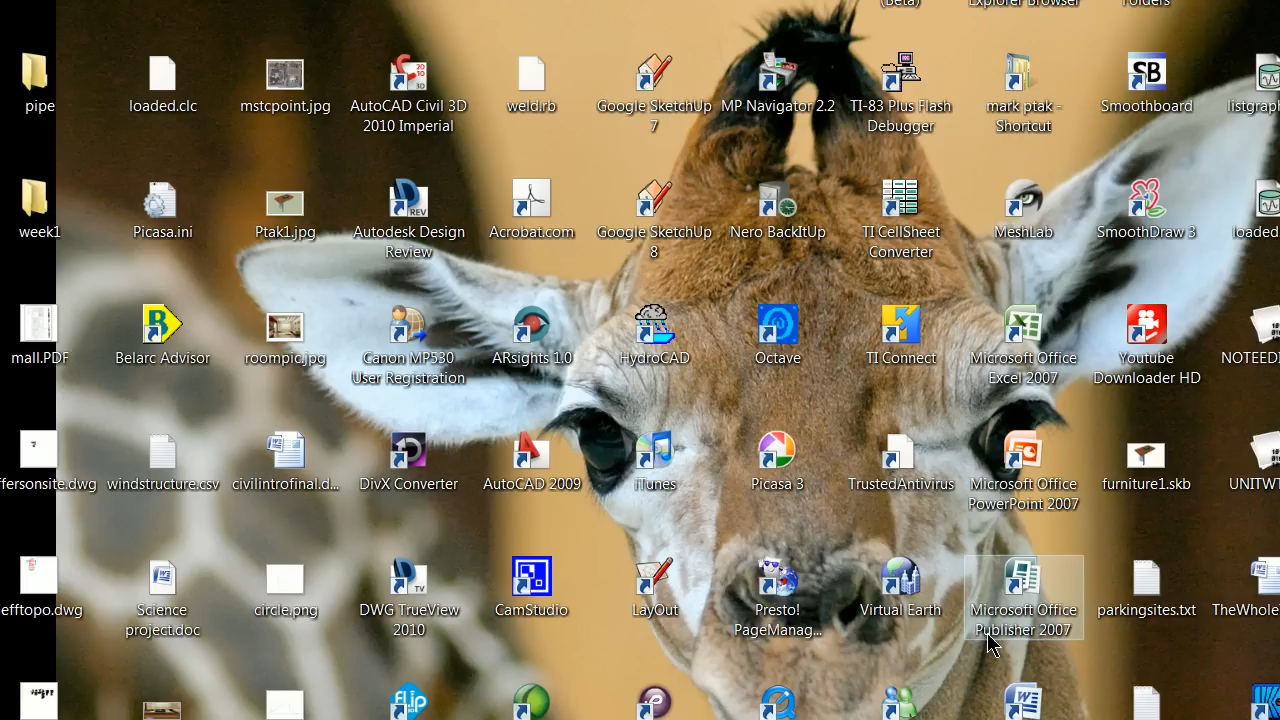 (Beta)
Explorer Browser
Folders
pipe
loaded.clc
mstcpoint.jpg
AutoCAD Civil 3D
2010 Imperial
weld.rb
Google SketchUp
7
MP Navigator 2.2
TI-83 Plus Flash
Debugger
mark ptak -
Shortcut
Smoothboard
listgrap
week1
Picasa.ini
Ptak1.jpg
Autodesk Design
Review
Acrobat.com
Google SketchUp
8
Nero BackItUp
TI CellSheet
Converter
MeshLab
SmoothDraw 3
loaded.
mall.PDF
Belarc Advisor
roompic.jpg
Canon MP530
User Registration
ARsights 1.0
HydroCAD
Octave
TI Connect
Microsoft Office
Excel 2007
Youtube
Downloader HD
NOTEED
ffersonsite.dwg
windstructure.csv
civilintrofinal.d...
DivX Converter
AutoCAD 2009
iTunes
Picasa 3
TrustedAntivirus
Microsoft Office
PowerPoint 2007
furniture1.skb
UNITWT
efftopo.dwg
Science
project.doc
circle.png
DWG TrueView
2010
CamStudio
LayOut
Presto!
PageManag...
Virtual Earth
Microsoft Office
Publisher 2007
parkingsites.txt
TheWhole